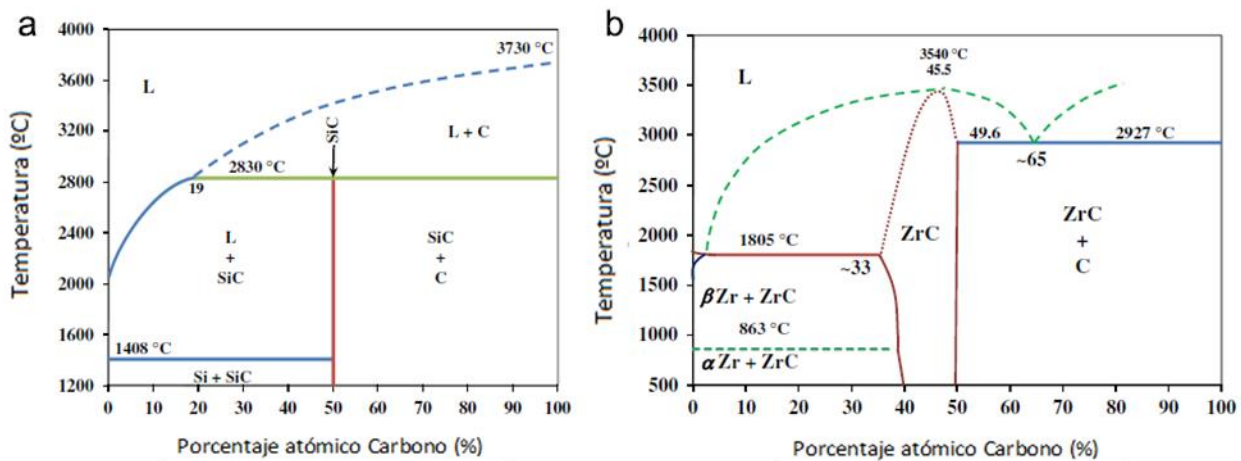 a
4000
3600
3200
2800
2400
2000
1600
1200
Temperatura (ºC)
L
3730 °C
L + C
SiC
2830 °C
19
L
+
SiC
SiC
+
C
1408 °C
Si + SiC
0 10 20 30 40 50 60 70 80 90 100
Porcentaje atómico Carbono (%)
b
4000
3500
3000
2500
2000
1500
1000
500
Temperatura (ºC)
L
3540 °C
45.5
49.6
2927 °C
~65
ZrC
ZrC
+
C
1805 °C
~33
βZr + ZrC
863 °C
αZr + ZrC
0 10 20 30 40 50 60 70 80 90 100
Porcentaje atómico Carbono (%)